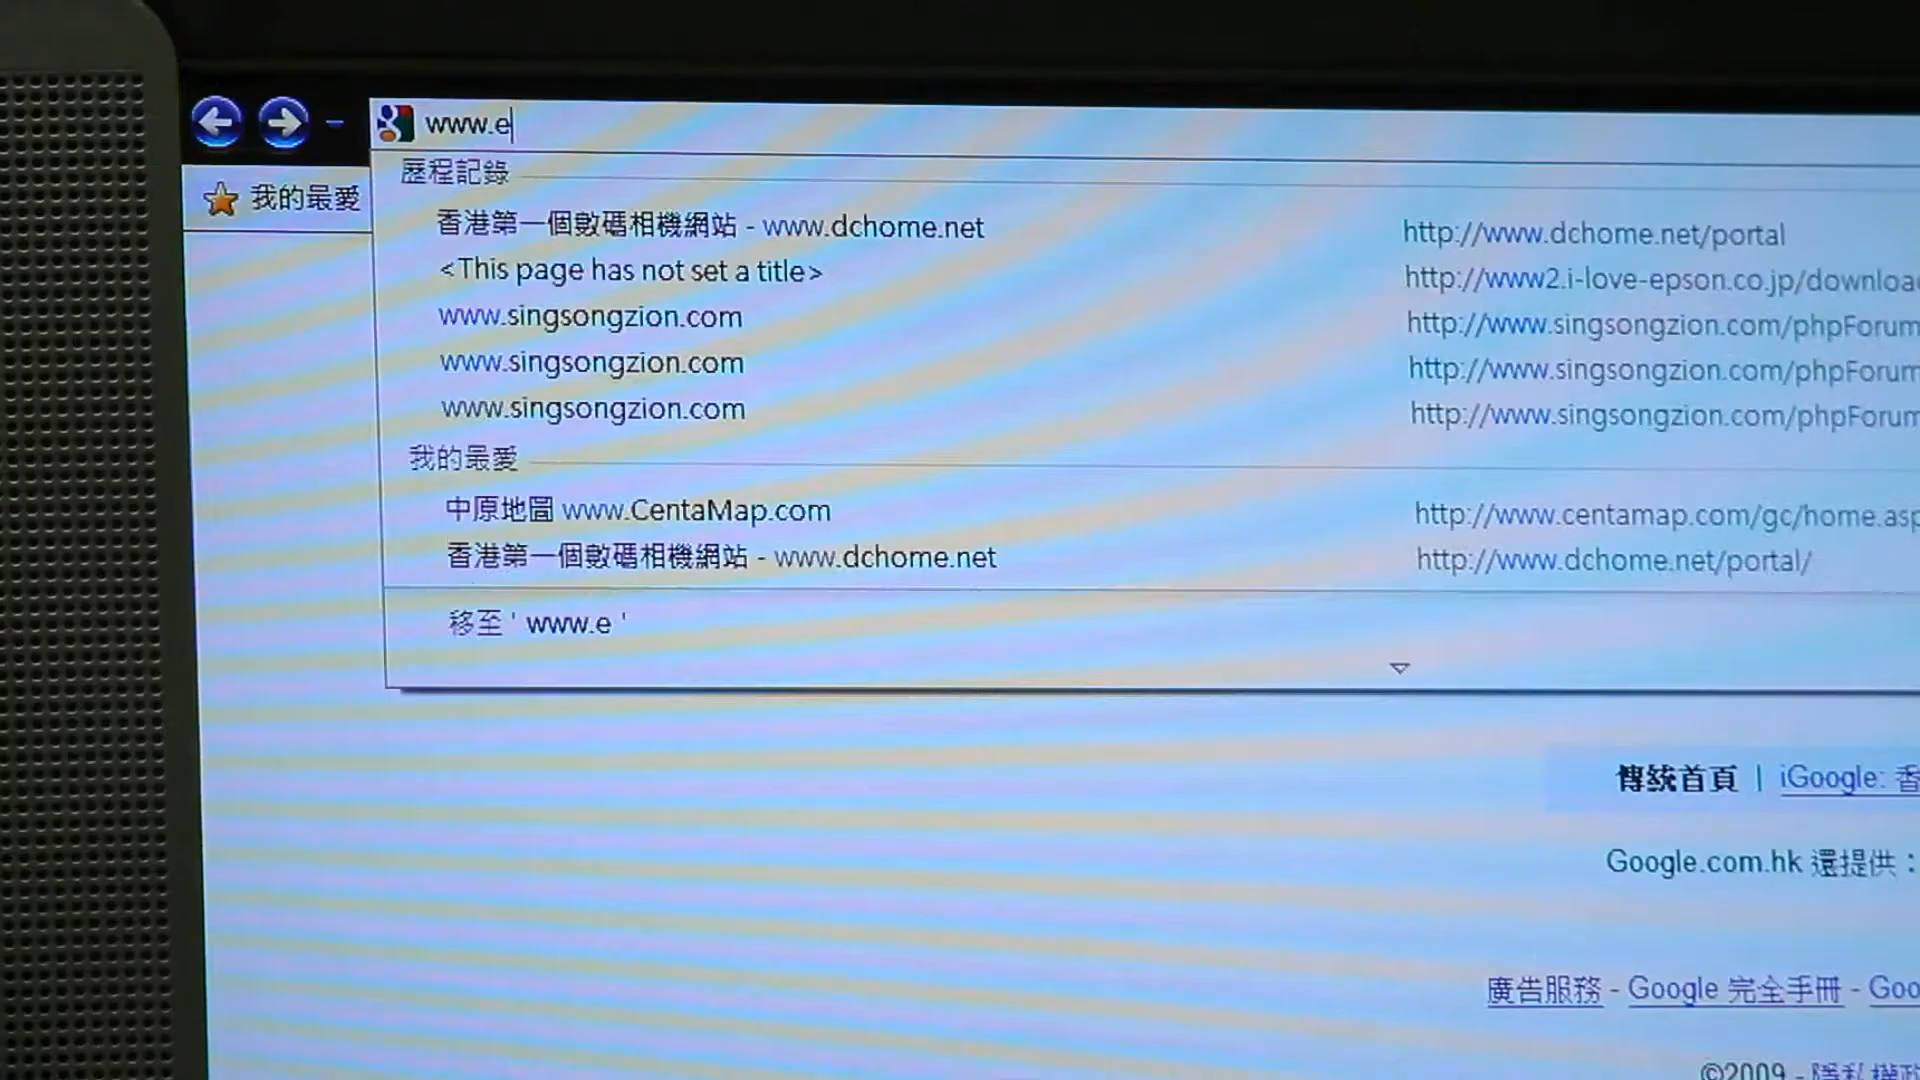 www.e
我的最愛
歷程記錄
香港第一個數碼相機網站 - www.dchome.net http://www.dchome.net/portal
<This page has not set a title> http://www2.i-love-epson.co.jp/downloa
www.singsongzion.com http://www.singsongzion.com/phpForum
www.singsongzion.com http://www.singsongzion.com/phpForum
www.singsongzion.com http://www.singsongzion.com/phpForum
我的最愛
中原地圖 www.CentaMap.com http://www.centamap.com/gc/home.asp
香港第一個數碼相機網站 - www.dchome.net http://www.dchome.net/portal/
移至 ' www.e '
傳統首頁 | iGoogle: 香
Google.com.hk 還提供：
廣告服務 - Google 完全手冊 - Goo
©2009 - 隱私權政